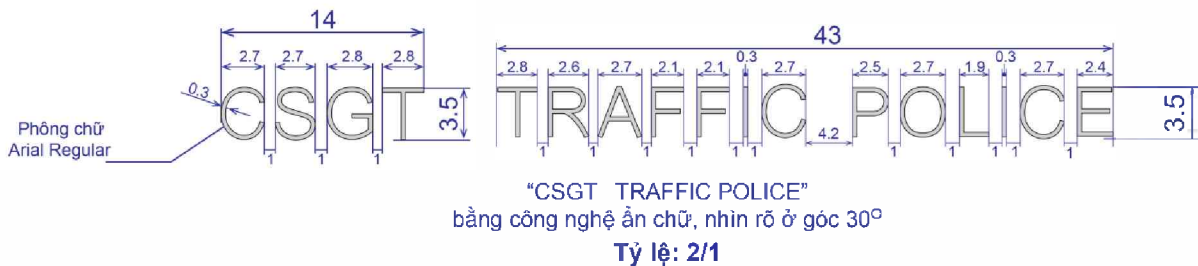 14
43
2.7 2.7 2.8 2.8
2.8 2.6 2.7 2.1 2.1 0.3 2.7 2.5 2.7 1.9 0.3 2.7 2.4
0.3
CSGT
3.5
TRAFFIC POLICE
3.5
Phông chữ
Arial Regular
1 1 1
1 1 1 1 1 1 4.2 1 1 1 1 1
"CSGT TRAFFIC POLICE"
bằng công nghệ ẩn chữ, nhìn rõ ở góc 30O
Tỷ lệ: 2/1